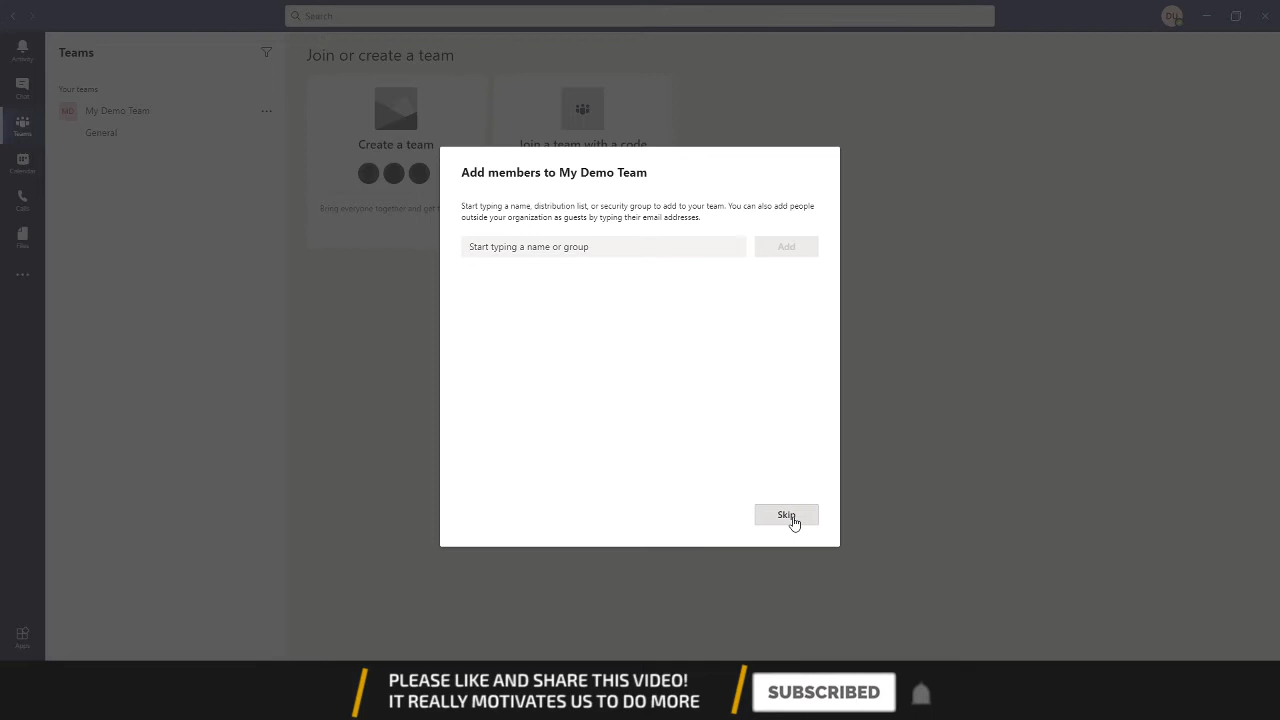 Search
DU
Activity
Chat
Teams
Calendar
Calls
Files
Apps
Teams
Your teams
MD My Demo Team
General
Join or create a team
Create a team
Join a team with a code
Bring everyone together and get
Add members to My Demo Team
Start typing a name, distribution list, or security group to add to your team. You can also add people
outside your organization as guests by typing their email addresses.
Start typing a name or group
Add
Skip
PLEASE LIKE AND SHARE THIS VIDEO!
IT REALLY MOTIVATES US TO DO MORE
SUBSCRIBED